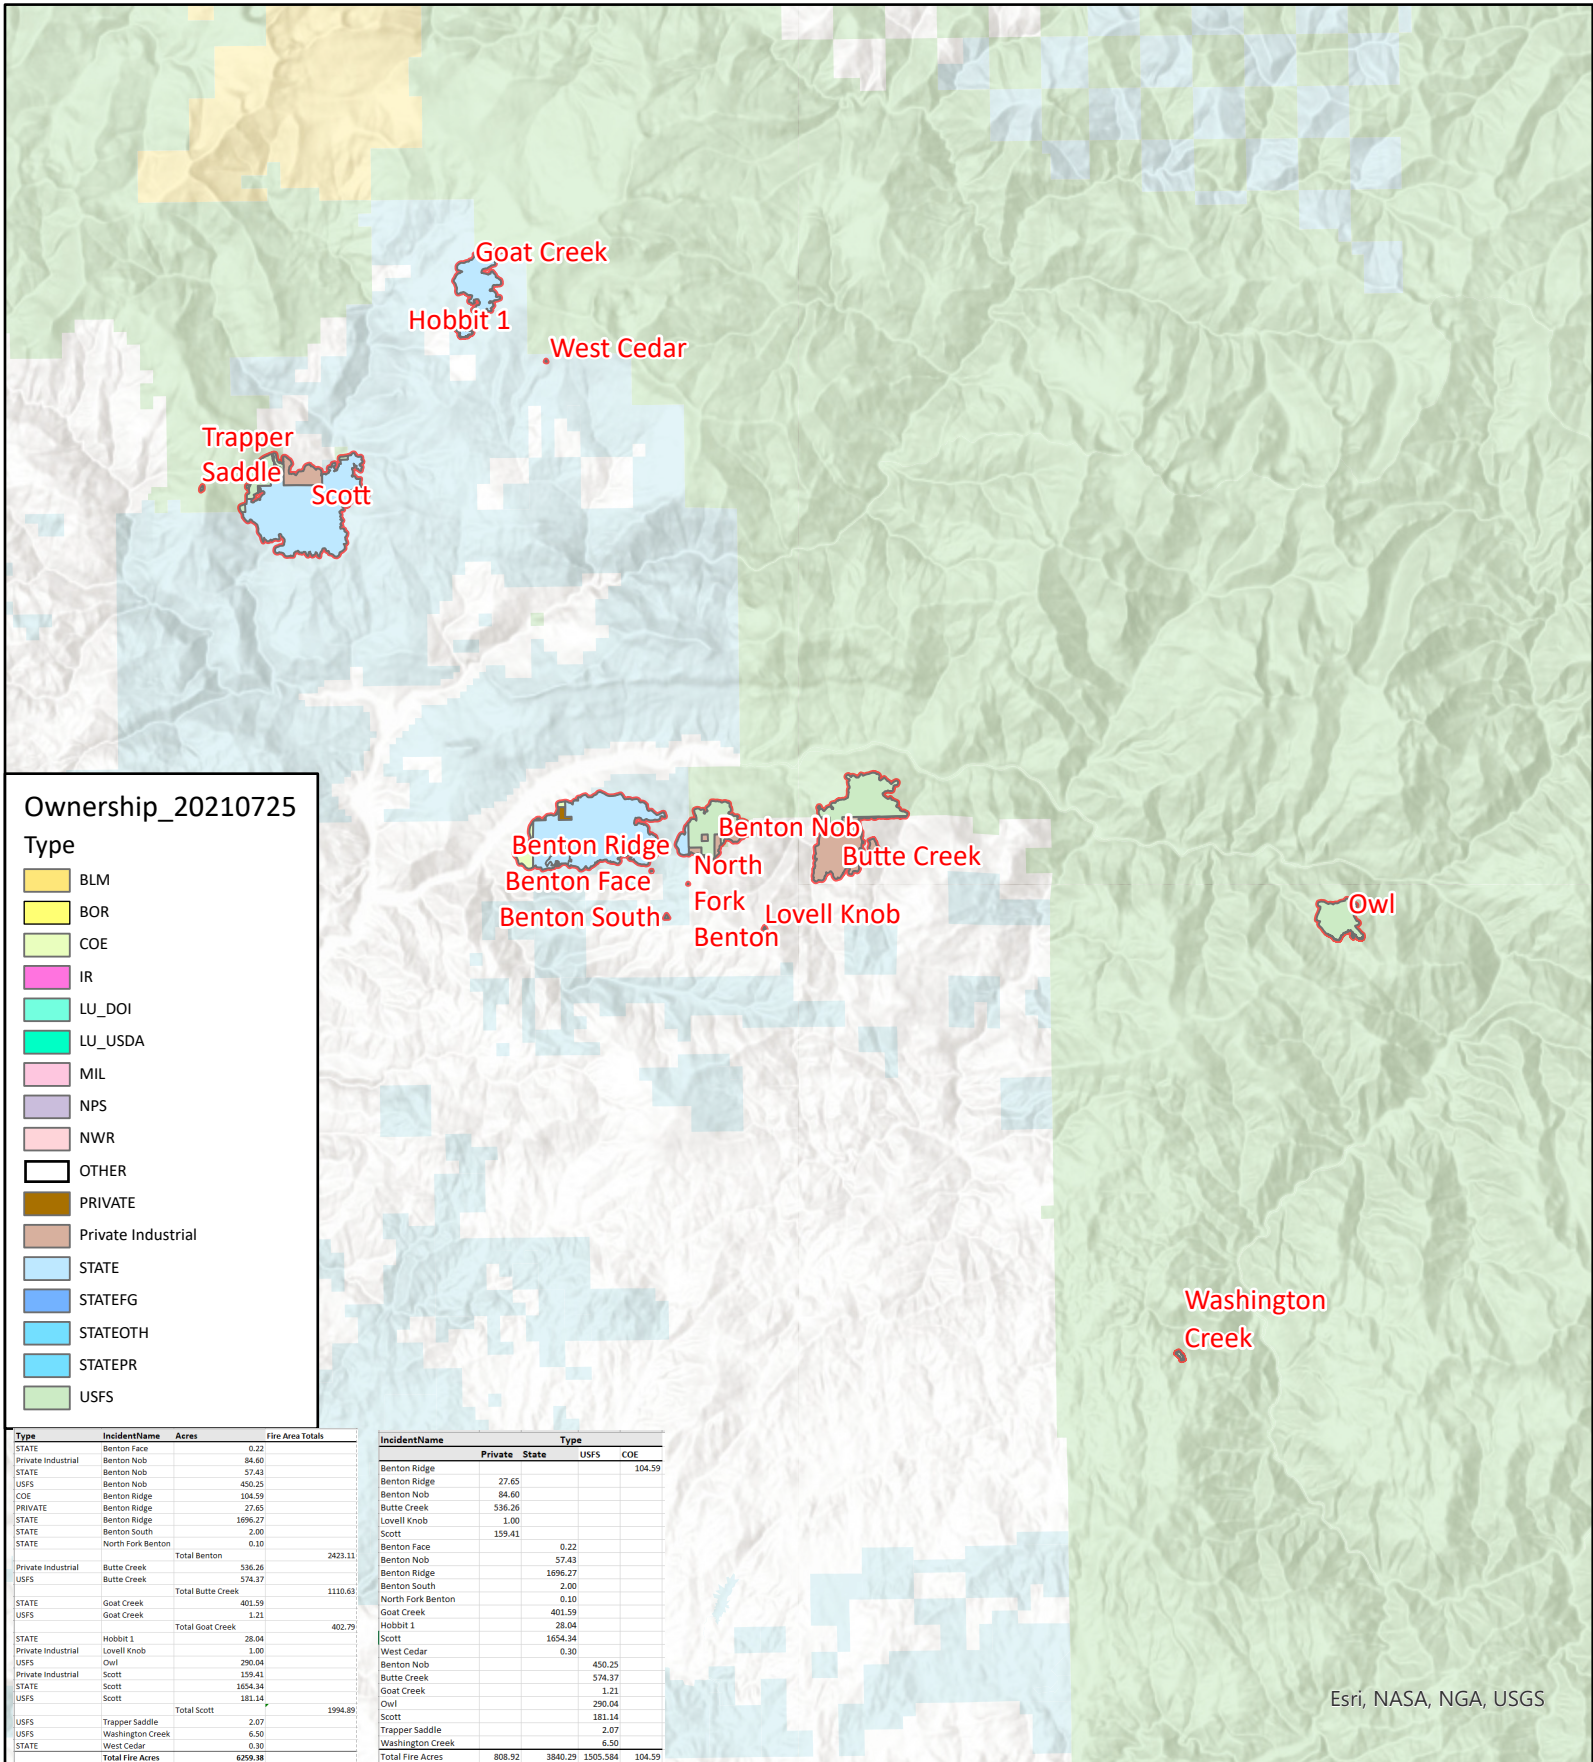 Goat Creek
Hobbit 1
West Cedar
Trapper
Saddle
Scott
Benton Ridge
Benton Nob
Butte Creek
Benton Face
North
Fork
Benton
Benton South
Lovell Knob
Owl
Washington
Creek
Ownership_20210725
Type
BLM
BOR
COE
IR
LU_DOI
LU_USDA
MIL
NPS
NWR
OTHER
PRIVATE
Private Industrial
STATE
STATEFG
STATEOTH
STATEPR
USFS
Type IncidentName Acres Fire Area Totals
STATE Benton Face 0.22
Private Industrial Benton Nob 84.60
STATE Benton Nob 57.43
USFS Benton Nob 450.25
COE Benton Ridge 104.59
PRIVATE Benton Ridge 27.65
STATE Benton Ridge 1696.27
STATE Benton South 2.00
STATE North Fork Benton 0.10
Total Benton 2423.11
Private Industrial Butte Creek 536.26
USFS Butte Creek 574.37
Total Butte Creek 1110.63
STATE Goat Creek 401.59
USFS Goat Creek 1.21
Total Goat Creek 402.79
STATE Hobbit 1 28.04
Private Industrial Lovell Knob 1.00
USFS Owl 290.04
Private Industrial Scott 159.41
STATE Scott 1654.34
USFS Scott 181.14
Total Scott 1994.89
USFS Trapper Saddle 2.07
USFS Washington Creek 6.50
STATE West Cedar 0.30
Total Fire Acres 6259.38
IncidentName Type
Private State USFS COE
Benton Ridge 104.59
Benton Ridge 27.65
Benton Nob 84.60
Butte Creek 536.26
Lovell Knob 1.00
Scott 159.41
Benton Face 0.22
Benton Nob 57.43
Benton Ridge 1696.27
Benton South 2.00
North Fork Benton 0.10
Goat Creek 401.59
Hobbit 1 28.04
Scott 1654.34
West Cedar 0.30
Benton Nob 450.25
Butte Creek 574.37
Goat Creek 1.21
Owl 290.04
Scott 181.14
Trapper Saddle 2.07
Washington Creek 6.50
Total Fire Acres 808.92 3840.29 1505.584 104.59
Esri, NASA, NGA, USGS